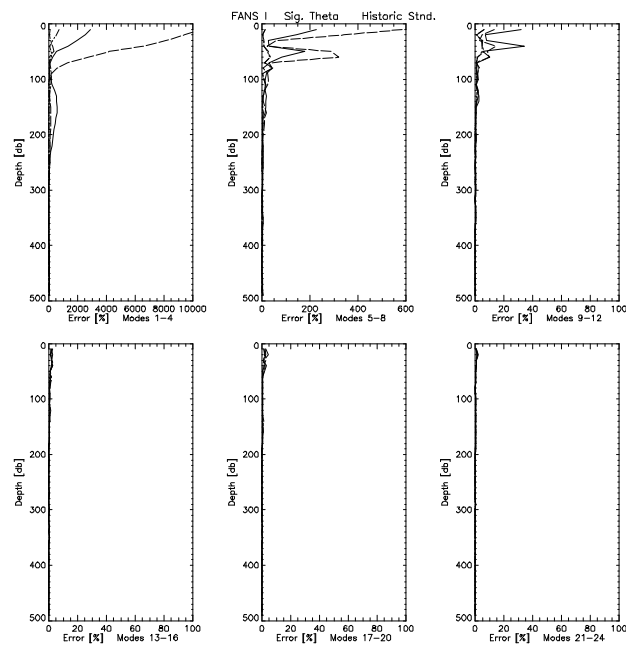 FANS I Sig. Theta Historic Stnd.
0
100
200
300
400
500
Depth [db]
0 2000 4000 6000 8000 10000
Error [%] Modes 1-4
0
100
200
300
400
500
Depth [db]
0 200 400 600
Error [%] Modes 5-8
0
100
200
300
400
500
Depth [db]
0 20 40 60 80 100
Error [%] Modes 9-12
0
100
200
300
400
500
Depth [db]
0 20 40 60 80 100
Error [%] Modes 13-16
0
100
200
300
400
500
Depth [db]
0 20 40 60 80 100
Error [%] Modes 17-20
0
100
200
300
400
500
Depth [db]
0 20 40 60 80 100
Error [%] Modes 21-24